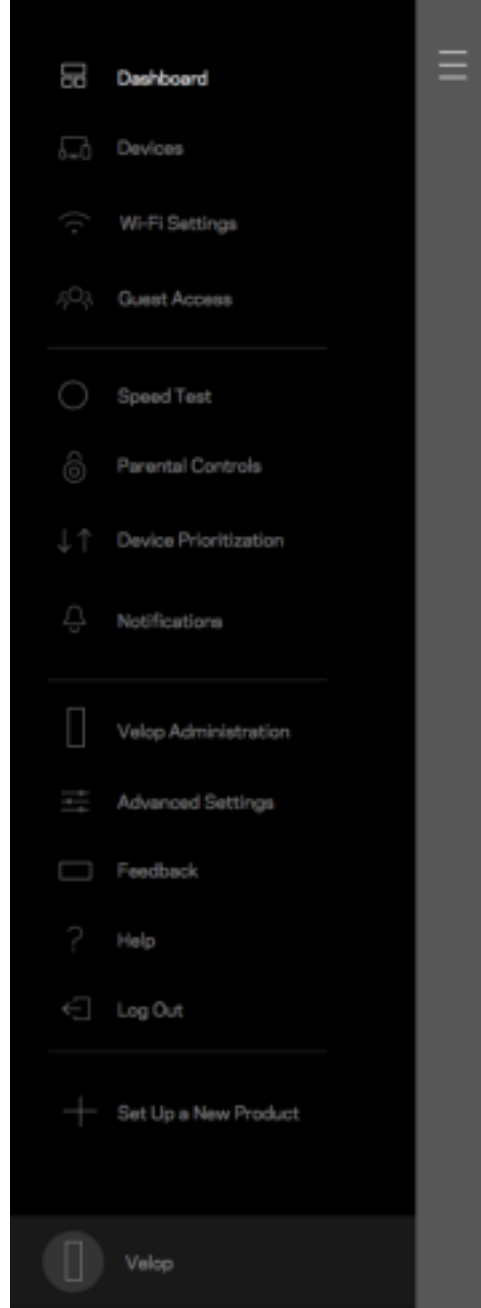 Dashboard
Devices
Wi-Fi Settings
Guest Access
Speed Test
Parental Controls
Device Prioritization
Notifications
Velop Administration
Advanced Settings
Feedback
Help
Log Out
Set Up a New Product
Velop